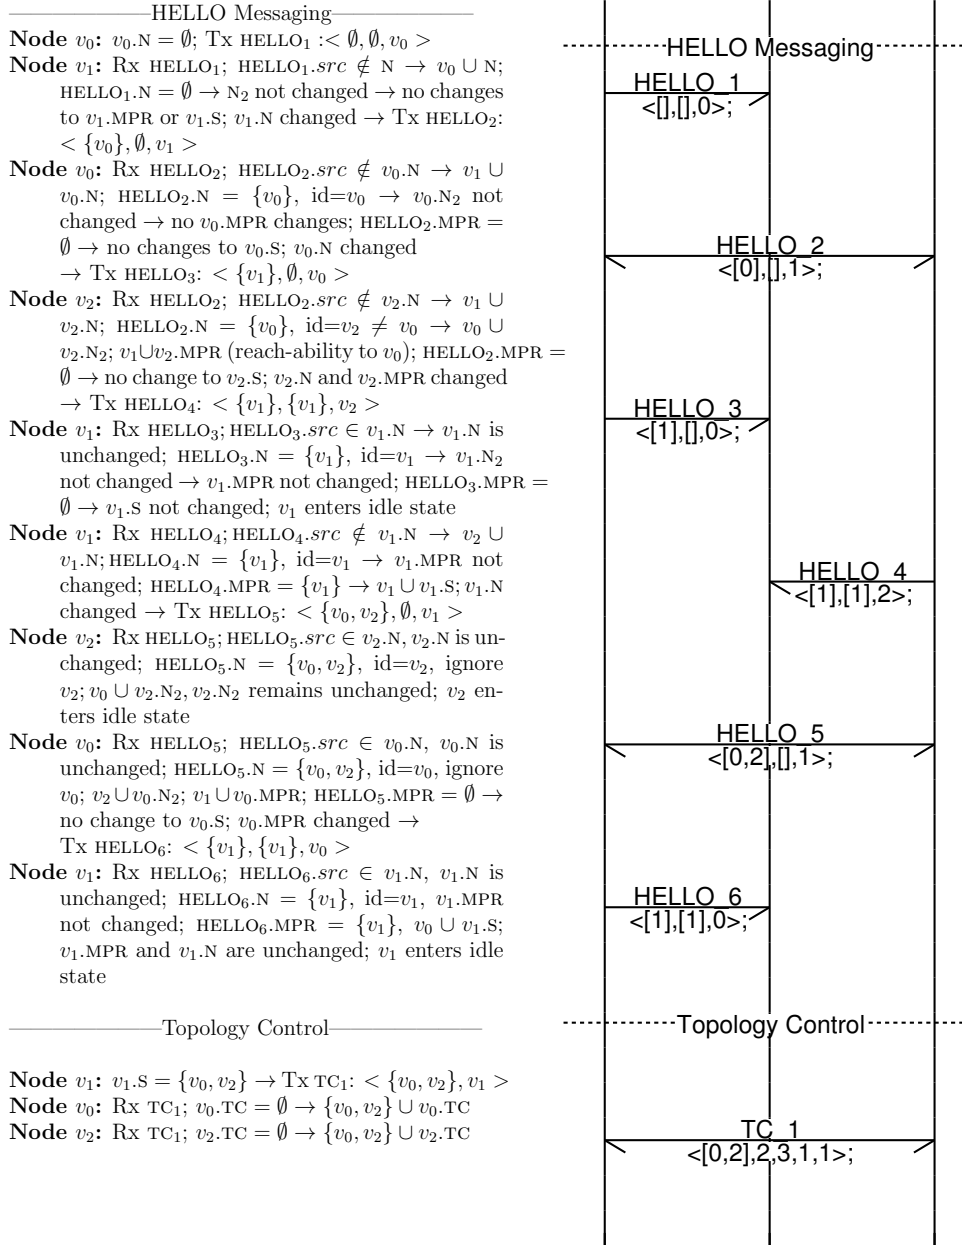 HELLO Messaging
Node v₀: v₀.N = ∅; Tx HELLO₁ :< ∅, ∅, v₀ >
Node v₁: Rx HELLO₁; HELLO₁.src ∉ N → v₀ ∪ N;
HELLO₁.N = ∅ → N₂ not changed → no changes
to v₁.MPR or v₁.S; v₁.N changed → Tx HELLO₂:
< {v₀}, ∅, v₁ >
Node v₀: Rx HELLO₂; HELLO₂.src ∉ v₀.N → v₁ ∪
v₀.N; HELLO₂.N = {v₀}, id=v₀ → v₀.N₂ not
changed → no v₀.MPR changes; HELLO₂.MPR =
∅ → no changes to v₀.S; v₀.N changed
→ Tx HELLO₃: < {v₁}, ∅, v₀ >
Node v₂: Rx HELLO₂; HELLO₂.src ∉ v₂.N → v₁ ∪
v₂.N; HELLO₂.N = {v₀}, id=v₂ ≠ v₀ → v₀ ∪
v₂.N₂; v₁∪v₂.MPR (reach-ability to v₀); HELLO₂.MPR =
∅ → no change to v₂.S; v₂.N and v₂.MPR changed
→ Tx HELLO₄: < {v₁}, {v₁}, v₂ >
Node v₁: Rx HELLO₃; HELLO₃.src ∈ v₁.N → v₁.N is
unchanged; HELLO₃.N = {v₁}, id=v₁ → v₁.N₂
not changed → v₁.MPR not changed; HELLO₃.MPR =
∅ → v₁.S not changed; v₁ enters idle state
Node v₁: Rx HELLO₄; HELLO₄.src ∉ v₁.N → v₂ ∪
v₁.N; HELLO₄.N = {v₁}, id=v₁ → v₁.MPR not
changed; HELLO₄.MPR = {v₁} → v₁ ∪ v₁.S; v₁.N
changed → Tx HELLO₅: < {v₀, v₂}, ∅, v₁ >
Node v₂: Rx HELLO₅; HELLO₅.src ∈ v₂.N, v₂.N is un-
changed; HELLO₅.N = {v₀, v₂}, id=v₂, ignore
v₂; v₀ ∪ v₂.N₂, v₂.N₂ remains unchanged; v₂ en-
ters idle state
Node v₀: Rx HELLO₅; HELLO₅.src ∈ v₀.N, v₀.N is
unchanged; HELLO₅.N = {v₀, v₂}, id=v₀, ignore
v₀; v₂ ∪ v₀.N₂; v₁ ∪ v₀.MPR; HELLO₅.MPR = ∅ →
no change to v₀.S; v₀.MPR changed →
Tx HELLO₆: < {v₁}, {v₁}, v₀ >
Node v₁: Rx HELLO₆; HELLO₆.src ∈ v₁.N, v₁.N is
unchanged; HELLO₆.N = {v₁}, id=v₁, v₁.MPR
not changed; HELLO₆.MPR = {v₁}, v₀ ∪ v₁.S;
v₁.MPR and v₁.N are unchanged; v₁ enters idle
state
Topology Control
Node v₁: v₁.S = {v₀, v₂} → Tx TC₁: < {v₀, v₂}, v₁ >
Node v₀: Rx TC₁; v₀.TC = ∅ → {v₀, v₂} ∪ v₀.TC
Node v₂: Rx TC₁; v₂.TC = ∅ → {v₀, v₂} ∪ v₂.TC
HELLO Messaging
HELLO_1
<[],[],0>;
HELLO_2
<[0],[],1>;
HELLO_3
<[1],[],0>;
HELLO_4
<[1],[1],2>;
HELLO_5
<[0,2],[],1>;
HELLO_6
<[1],[1],0>;
Topology Control
TC_1
<[0,2],2,3,1,1>;